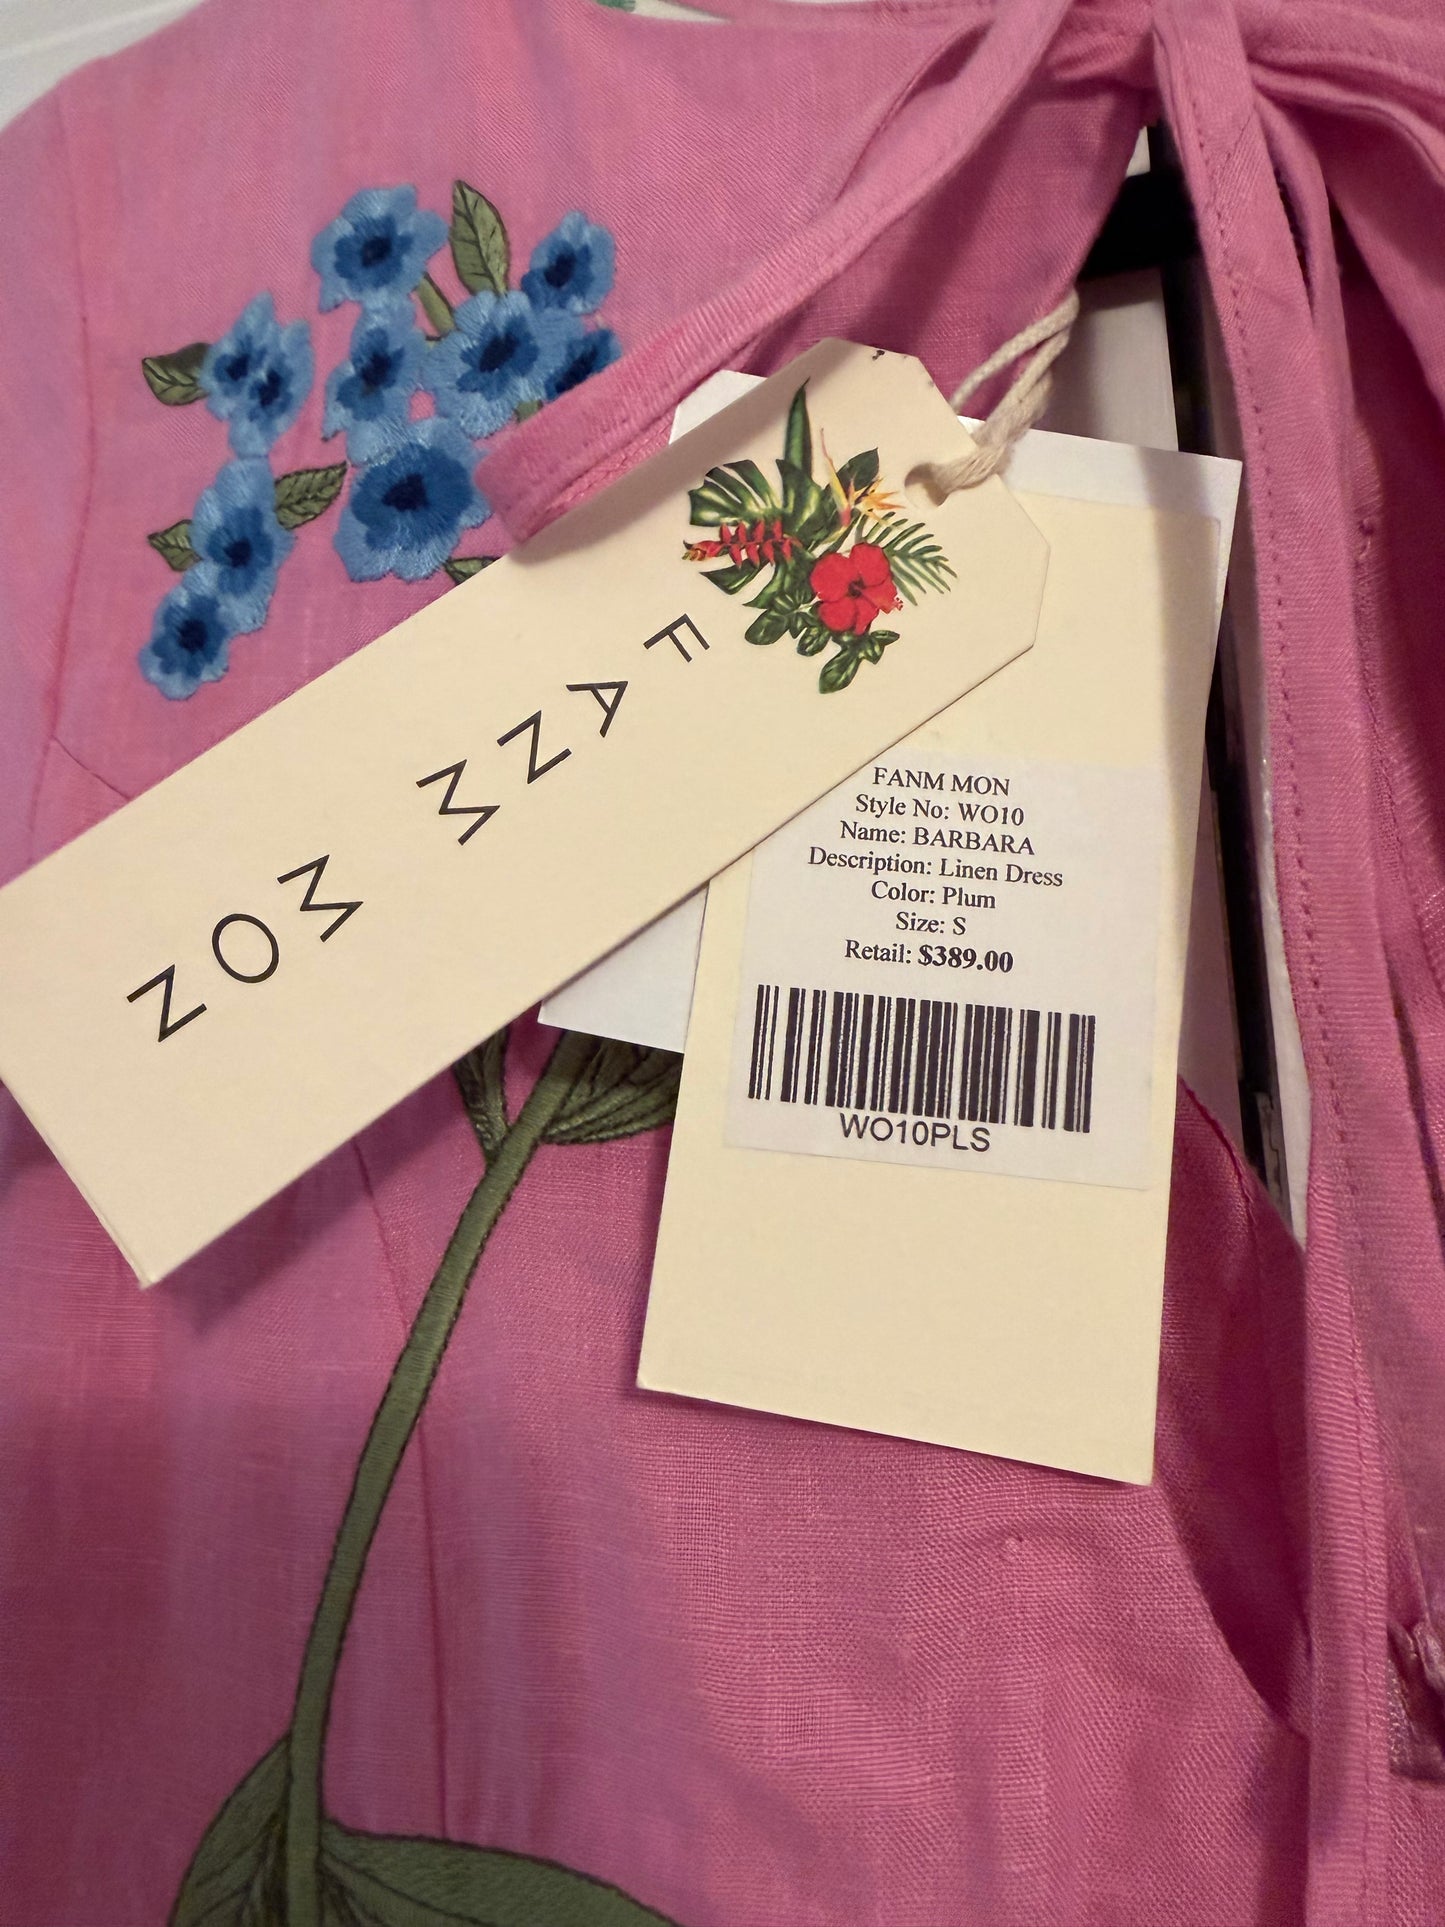 FANM MON
FANM MON
Style No: WO10
Name: BARBARA
Description: Linen Dress
Color: Plum
Size: S
Retail: $389.00
WO10PLS